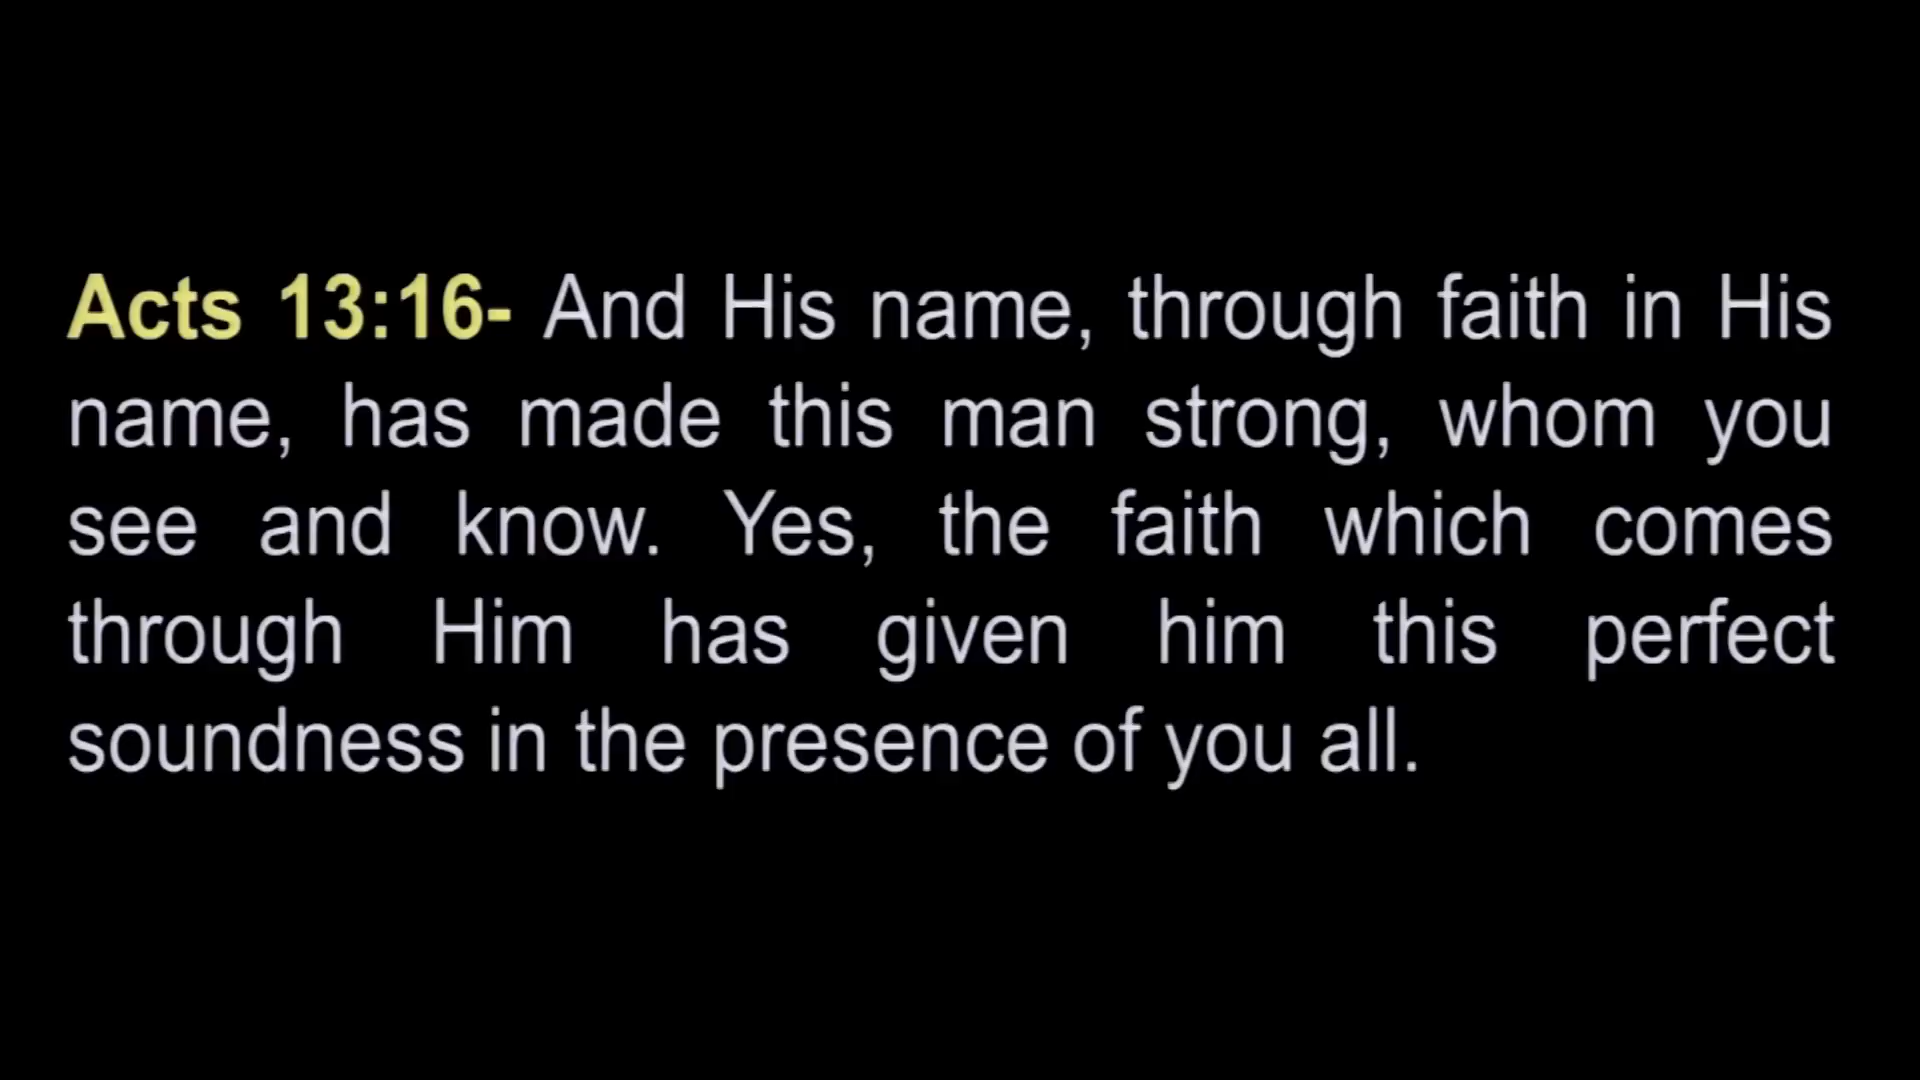 Acts 13:16- And His name, through faith in His
name, has made this man strong, whom you
see and know. Yes, the faith which comes
through Him has given him this perfect
soundness in the presence of you all.